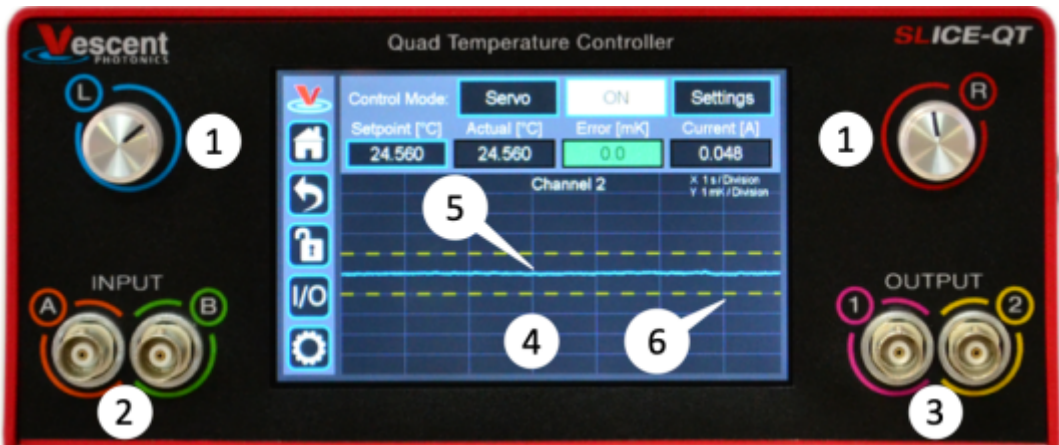 Vescent
PHOTONICS
Quad Temperature Controller
SLICE-QT
L
R
1
1
Control Mode: Servo ON Settings
Setpoint [°C] Actual [°C] Error [mK] Current [A]
24.560 24.560 0.0 0.048
Channel 2
X 1 s / Division
Y 1 mK / Division
5
I/O
4
6
INPUT
A
B
2
OUTPUT
1
2
3